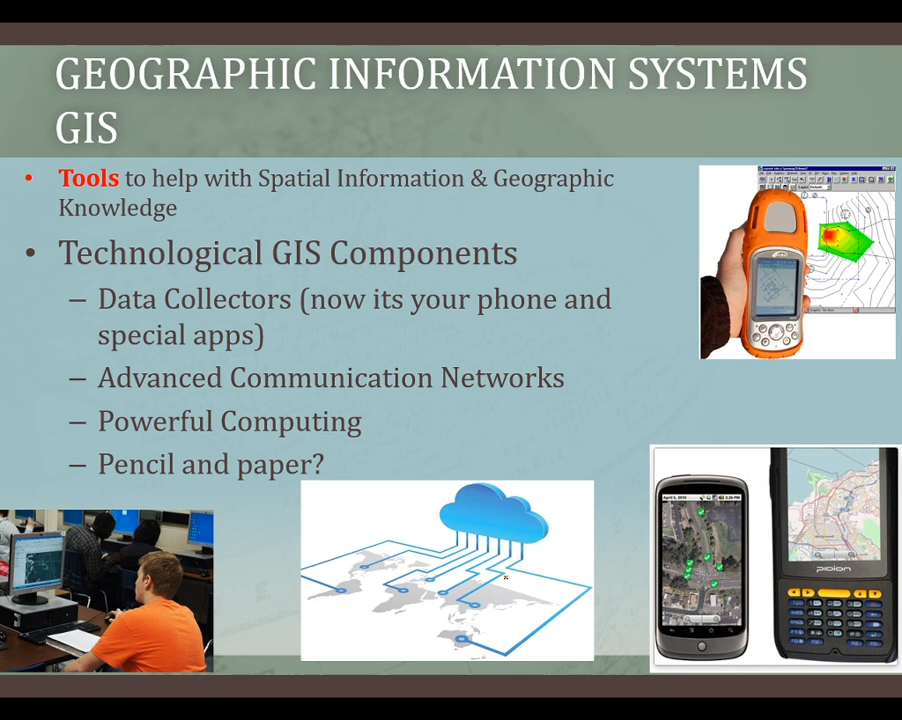 GEOGRAPHIC INFORMATION SYSTEMS
GIS
• Tools to help with Spatial Information & Geographic
Knowledge
• Technological GIS Components
– Data Collectors (now its your phone and
special apps)
– Advanced Communication Networks
– Powerful Computing
– Pencil and paper?
pidion